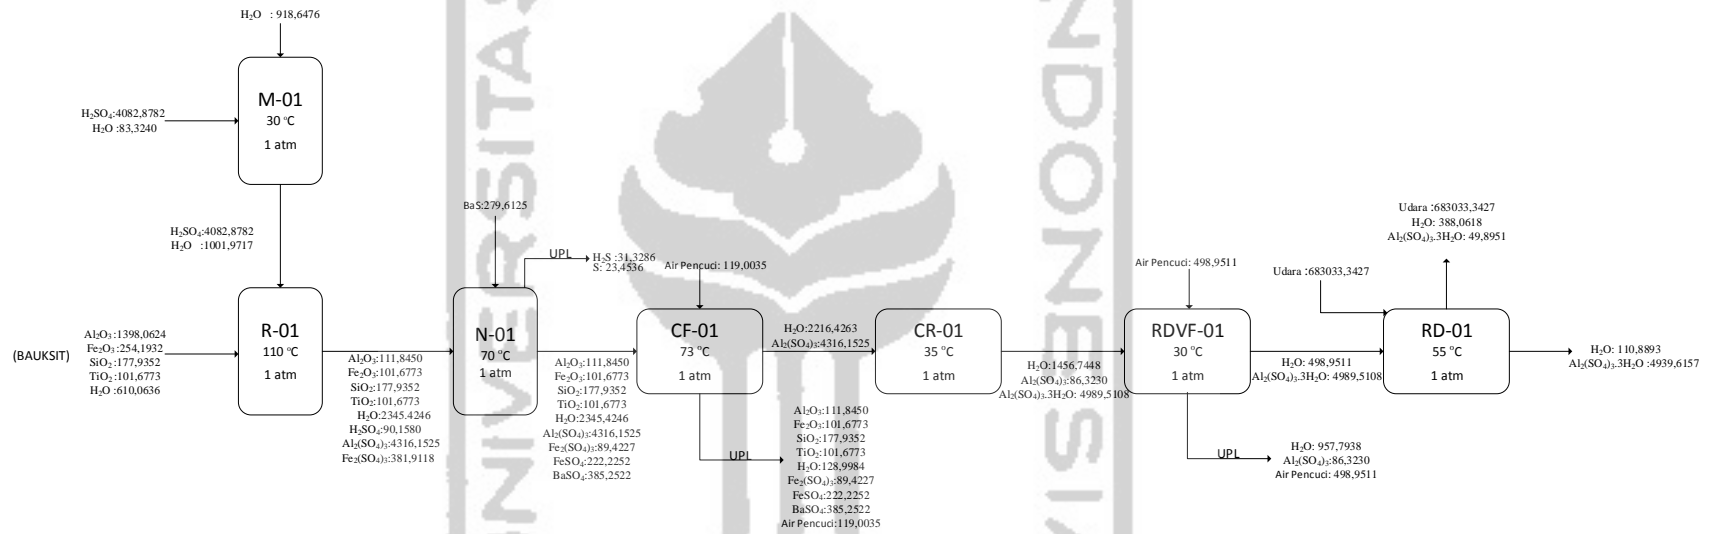 H₂O : 918,6476
M-01
30 °C
1 atm
H₂SO₄:4082,8782
H₂O :83,3240
H₂SO₄:4082,8782
H₂O :1001,9717
(BAUKSIT)
Al₂O₃:1398,0624
Fe₂O₃:254,1932
SiO₂:177,9352
TiO₂:101,6773
H₂O :610,0636
R-01
110 °C
1 atm
Al₂O₃:111,8450
Fe₂O₃:101,6773
SiO₂:177,9352
TiO₂:101,6773
H₂O:2345.4246
H₂SO₄:90,1580
Al₂(SO₄)₃:4316,1525
Fe₂(SO₄)₃:381,9118
BaS:279,6125
N-01
70 °C
1 atm
UPL
H₂S :31,3286
S: 23,4536
Al₂O₃:111,8450
Fe₂O₃:101,6773
SiO₂:177,9352
TiO₂:101,6773
H₂O:2345,4246
Al₂(SO₄)₃:4316,1525
Fe₂(SO₄)₃:89,4227
FeSO₄:222,2252
BaSO₄:385,2522
Air Pencuci: 119,0035
CF-01
73 °C
1 atm
UPL
Al₂O₃:111,8450
Fe₂O₃:101,6773
SiO₂:177,9352
TiO₂:101,6773
H₂O:128,9984
Fe₂(SO₄)₃:89,4227
FeSO₄:222,2252
BaSO₄:385,2522
Air Pencuci:119,0035
H₂O:2216,4263
Al₂(SO₄)₃:4316,1525
CR-01
35 °C
1 atm
H₂O:1456,7448
Al₂(SO₄)₃:86,3230
Al₂(SO₄)₃.3H₂O: 4989,5108
Air Pencuci: 498,9511
RDVF-01
30 °C
1 atm
UPL
H₂O: 957,7938
Al₂(SO₄)₃:86,3230
Air Pencuci: 498,9511
H₂O: 498,9511
Al₂(SO₄)₃.3H₂O: 4989,5108
Udara :683033,3427
Udara :683033,3427
H₂O: 388,0618
Al₂(SO₄)₃.3H₂O: 49,8951
RD-01
55 °C
1 atm
H₂O: 110,8893
Al₂(SO₄)₃.3H₂O :4939,6157
UNIVERSITAS